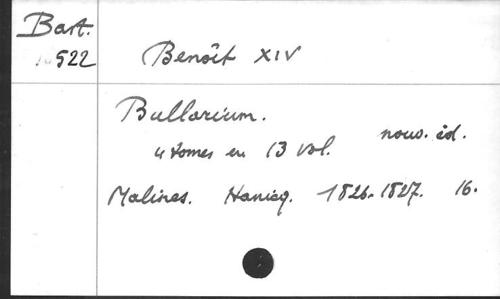 Bart.
522
Benoît XIV
Bullarium.
nouv. éd.
4 tomes en 13 vol.
Malines. Hanicq. 1826-1827. 16.